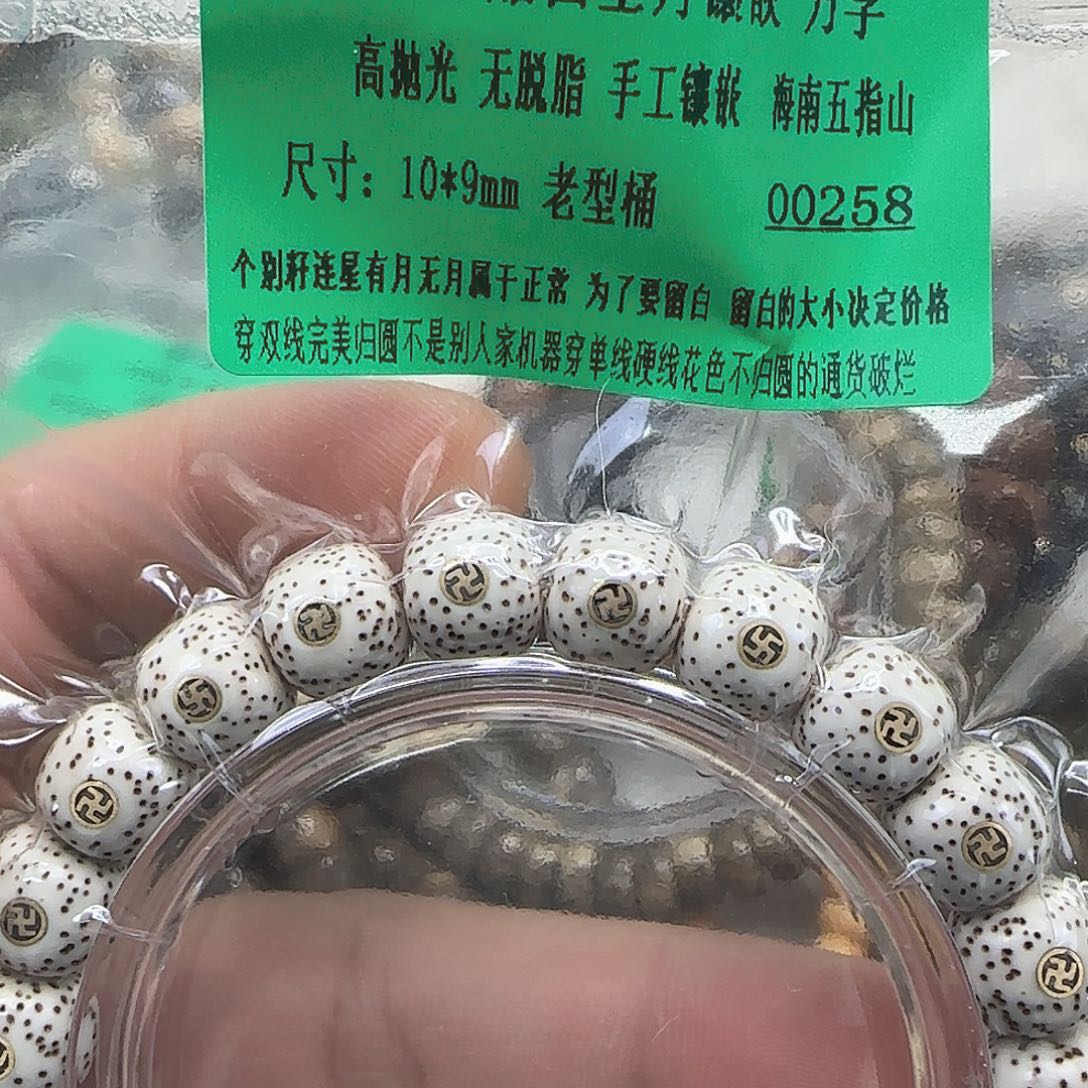 镶嵌 万字
高抛光 无脱脂 手工镶嵌 海南五指山
尺寸：10*9mm 老型桶 00258
个别籽连星有月无月属于正常 为了要留白 留白的大小决定价格
穿双线完美归圆不是别人家机器穿单线硬线花色不归圆的通货破烂